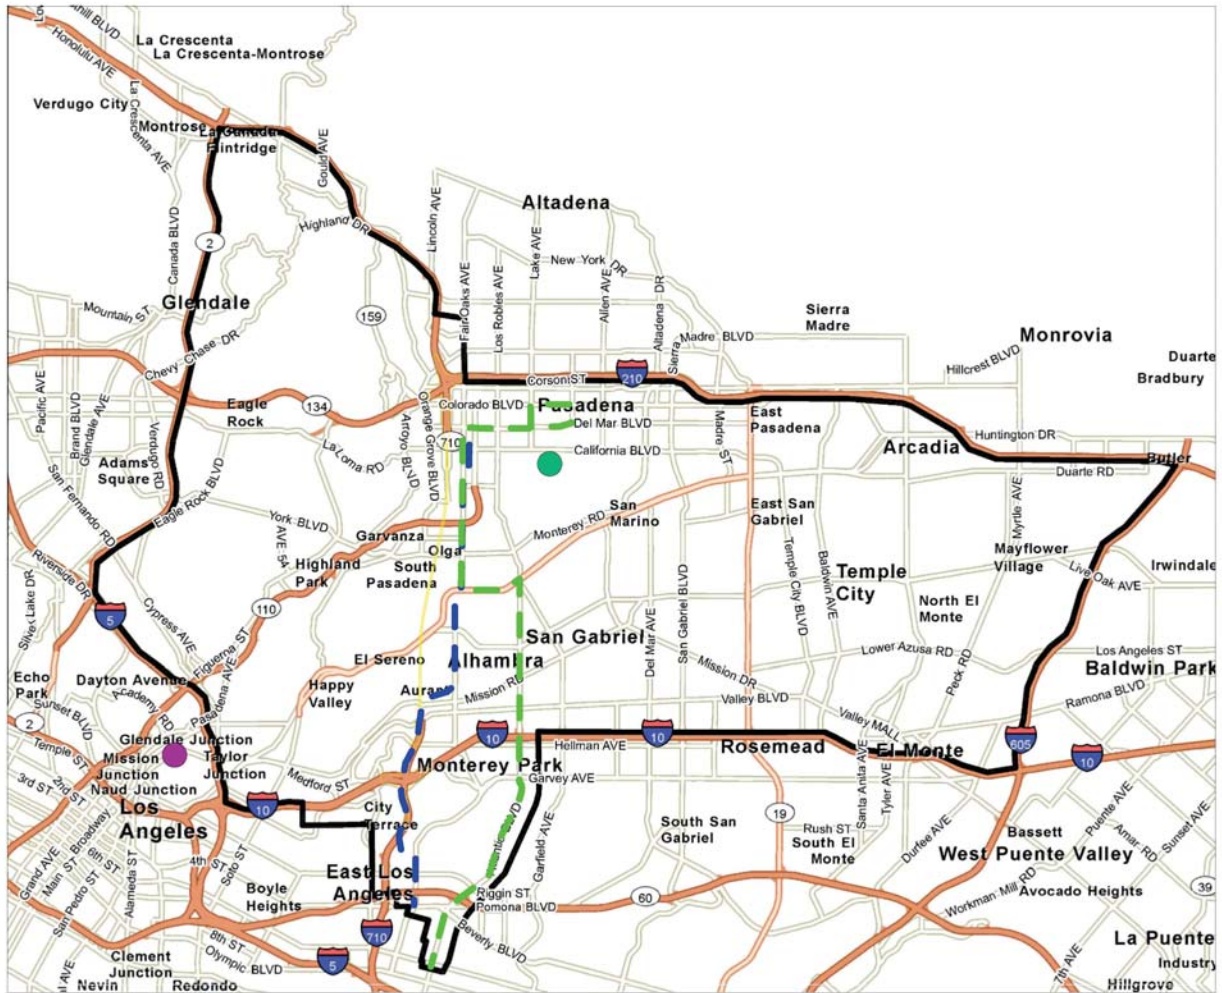 La Crescenta
La Crescenta-Montrose
Honolulu AVE
Verdugo City
La Crescenta AVE
Montrose
Flintridge
Gould AVE
Canada BLVD
2
Highland DR
Lincoln AVE
Altadena
Lake AVE
New York DR
Fair Oaks AVE
Los Robles AVE
Allen AVE
Altadena DR
Glendale
Mountain ST
159
Chevy Chase DR
Sierra
Madre
Sierra
Madre BLVD
Monrovia
Hillcrest BLVD
Duarte
Bradbury
Corson ST
210
Pacific AVE
Brand BLVD
Glendale AVE
Eagle
Rock
134
Orange Grove BLVD
Colorado BLVD
Pasadena
Del Mar BLVD
California BLVD
East
Pasadena
Madre ST
Arcadia
Huntington DR
Butler
Duarte RD
710
Arroyo BLVD
La Loma RD
Verdugo RD
Adams
Square
San Fernando RD
Eagle Rock BLVD
York BLVD
AVE 54
Garvanza
Olga
South
Pasadena
Highland
Park
Monterey RD
San
Marino
East San
Gabriel
Myrtle AVE
Mayflower
Village
Live Oak AVE
Irwindale
Riverside DR
Silver Lake DR
5
Cypress AVE
110
Figueroa ST
Temple City BLVD
Baldwin AVE
Temple
City
North El
Monte
San Gabriel BLVD
Del Mar AVE
San Gabriel
Lower Azusa RD
Los Angeles ST
Baldwin Park
Ramona BLVD
Peck RD
Echo
Park
Dayton Avenue
Academy RD
Pasadena AVE
El Sereno
Happy
Valley
Alhambra
Mission RD
Mission DR
Valley BLVD
Valley MALL
Sunset BLVD
2
Temple ST
3rd ST
2nd ST
Glendale Junction
Mission
Junction
Taylor
Junction
Naud Junction
Los
Angeles
Medford ST
10
10
Hellman AVE
10
Rosemead
El Monte
605
10
Monterey Park
Garvey AVE
City
Terrace
Garfield AVE
Santa Anita AVE
Tyler AVE
19
South San
Gabriel
Rush ST
South El
Monte
Durfee AVE
Puente AVE
Bassett
Amar RD
Sunset AVE
West Puente Valley
Workman Mill RD
Avocado Heights
39
Broadway
6th ST
Grand AVE
Main ST
San Pedro ST
Alameda ST
4th ST
Soto ST
Boyle
Heights
East Los
Angeles
Riggin ST
Pomona BLVD
60
Beverly BLVD
710
8th ST
Olympic BLVD
5
Clement
Junction
Nevin
Redondo
7th AVE
La Puente
Industry
Hillgrove